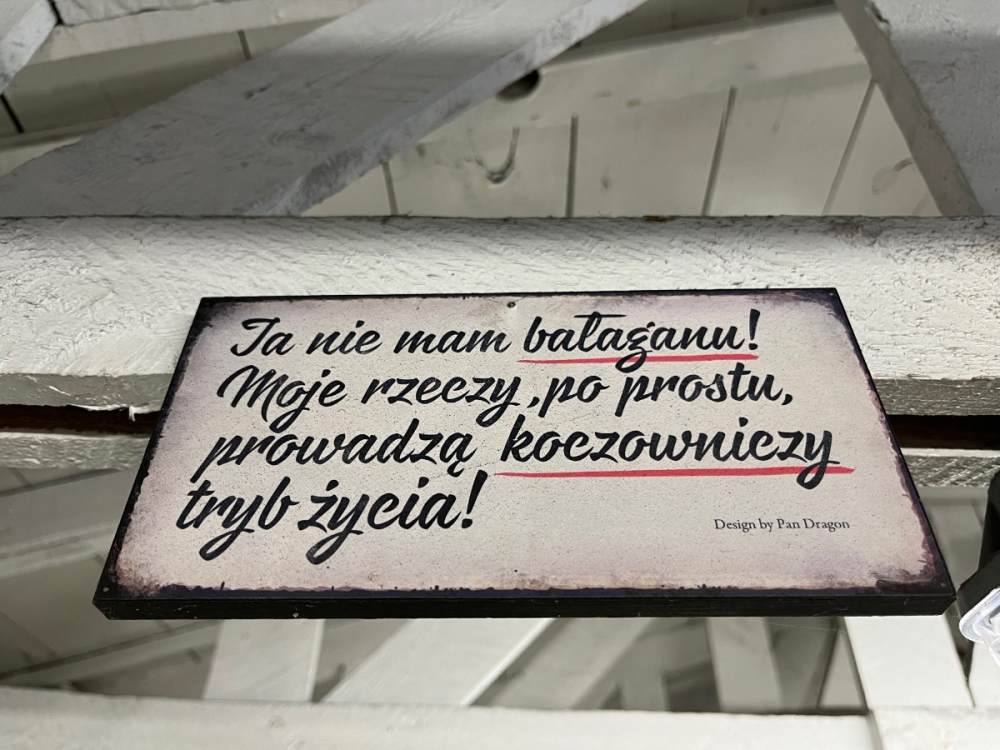 Ja nie mam bałaganu!
Moje rzeczy, po prostu,
prowadzą koczowniczy
tryb życia!
Design by Pan Dragon